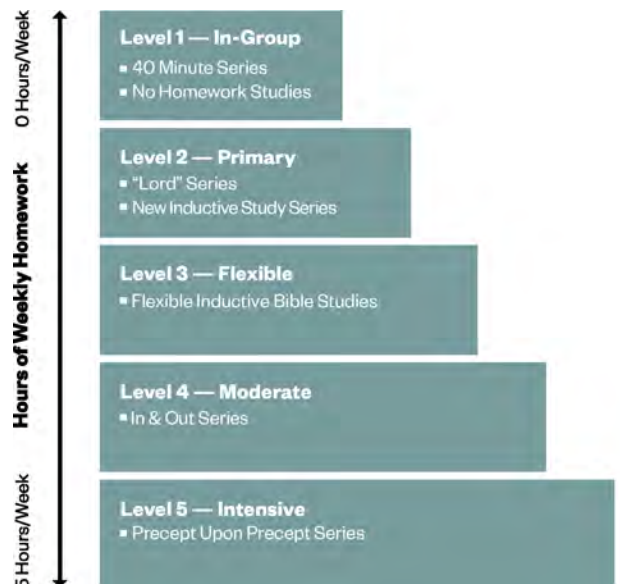 0 Hours/Week
Hours of Weekly Homework
5 Hours/Week
Level 1 — In-Group
▪ 40 Minute Series
▪ No Homework Studies
Level 2 — Primary
▪ "Lord" Series
▪ New Inductive Study Series
Level 3 — Flexible
▪ Flexible Inductive Bible Studies
Level 4 — Moderate
▪ In & Out Series
Level 5 — Intensive
▪ Precept Upon Precept Series